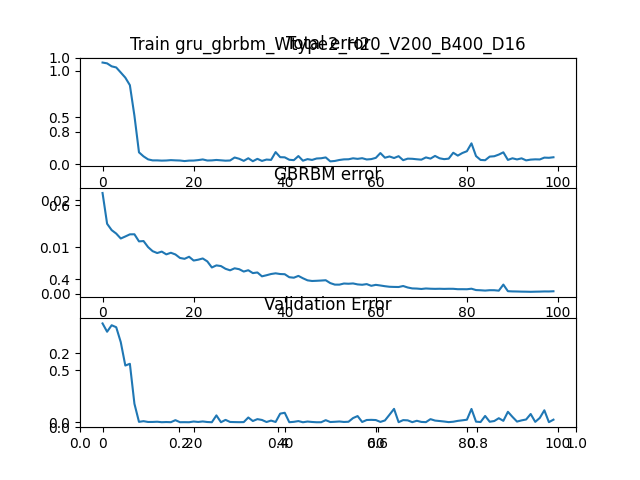 Train gru_gbrbm_Wtype2_H20_V200_B400_D16
Total error
1.0
1.0
0.5
0.8
0.0
0 20 40 60 80 100
GBRBM error
0.02
0.6
0.01
0.4
0.00
0 20 40 60 80 100
Validation Error
0.2
0.5
0.0
0.0
0 20 40 60 80 100
0.0 0.2 0.4 0.6 0.8 1.0